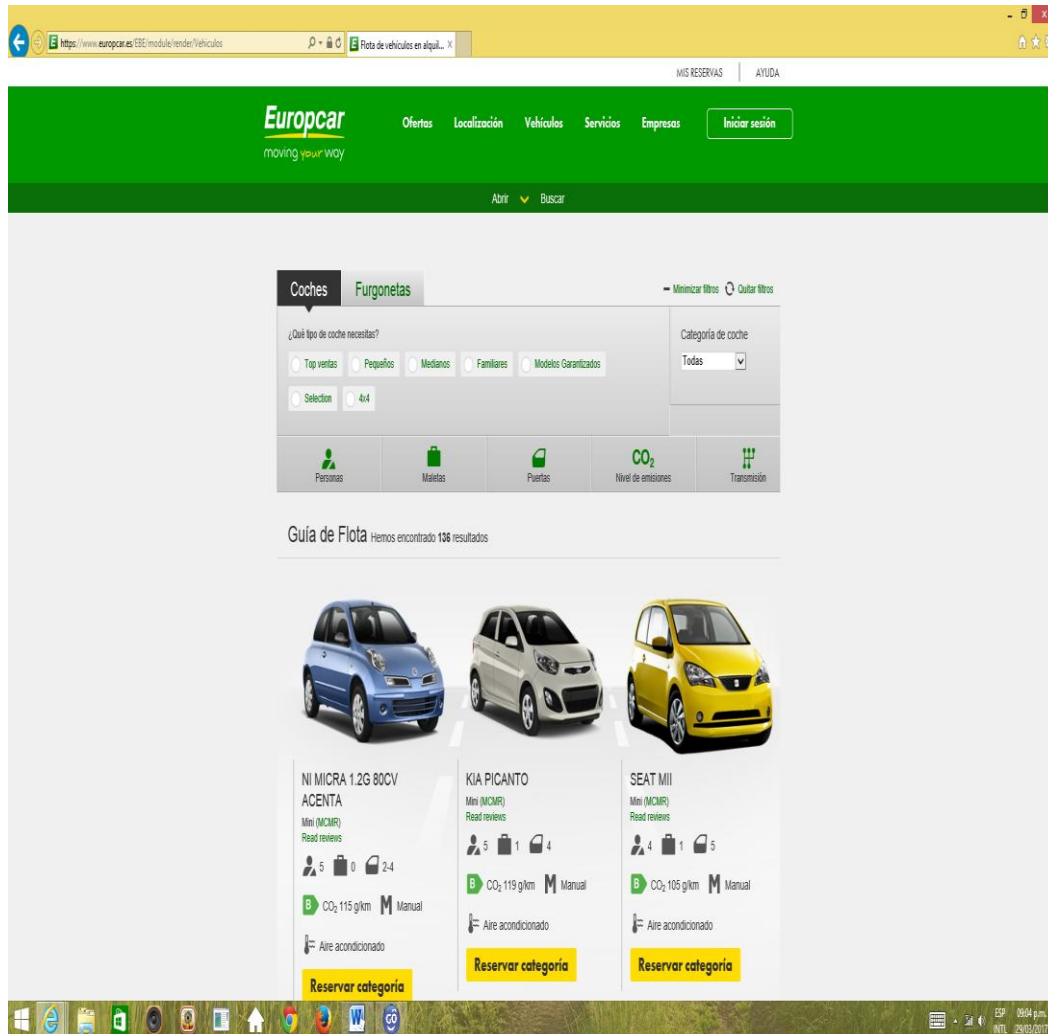 https://www.europcar.es/EBE/module/render/Vehiculos
Flota de vehículos en alquil...
MIS RESERVAS AYUDA
Europcar
moving your way
Ofertas Localización Vehículos Servicios Empresas Iniciar sesión
Abrir Buscar
Coches Furgonetas Minimizar filtros Quitar filtros
¿Qué tipo de coche necesitas? Categoría de coche
Top ventas Pequeños Medianos Familiares Modelos Garantizados Todas
Selection 4x4
CO2
Personas Maletas Puertas Nivel de emisiones Transmisión
Guía de Flota Hemos encontrado 136 resultados
NI MICRA 1.2G 80CV
ACENTA
Mini (MCMR)
Read reviews
5 0 2-4
B CO2 115 g/km M Manual
Aire acondicionado
Reservar categoría
KIA PICANTO
Mini (MCMR)
Read reviews
5 1 4
B CO2 119 g/km M Manual
Aire acondicionado
Reservar categoría
SEAT MII
Mini (MCMR)
Read reviews
4 1 5
B CO2 105 g/km M Manual
Aire acondicionado
Reservar categoría
ESP 09:04 p.m.
INTL 29/03/2017